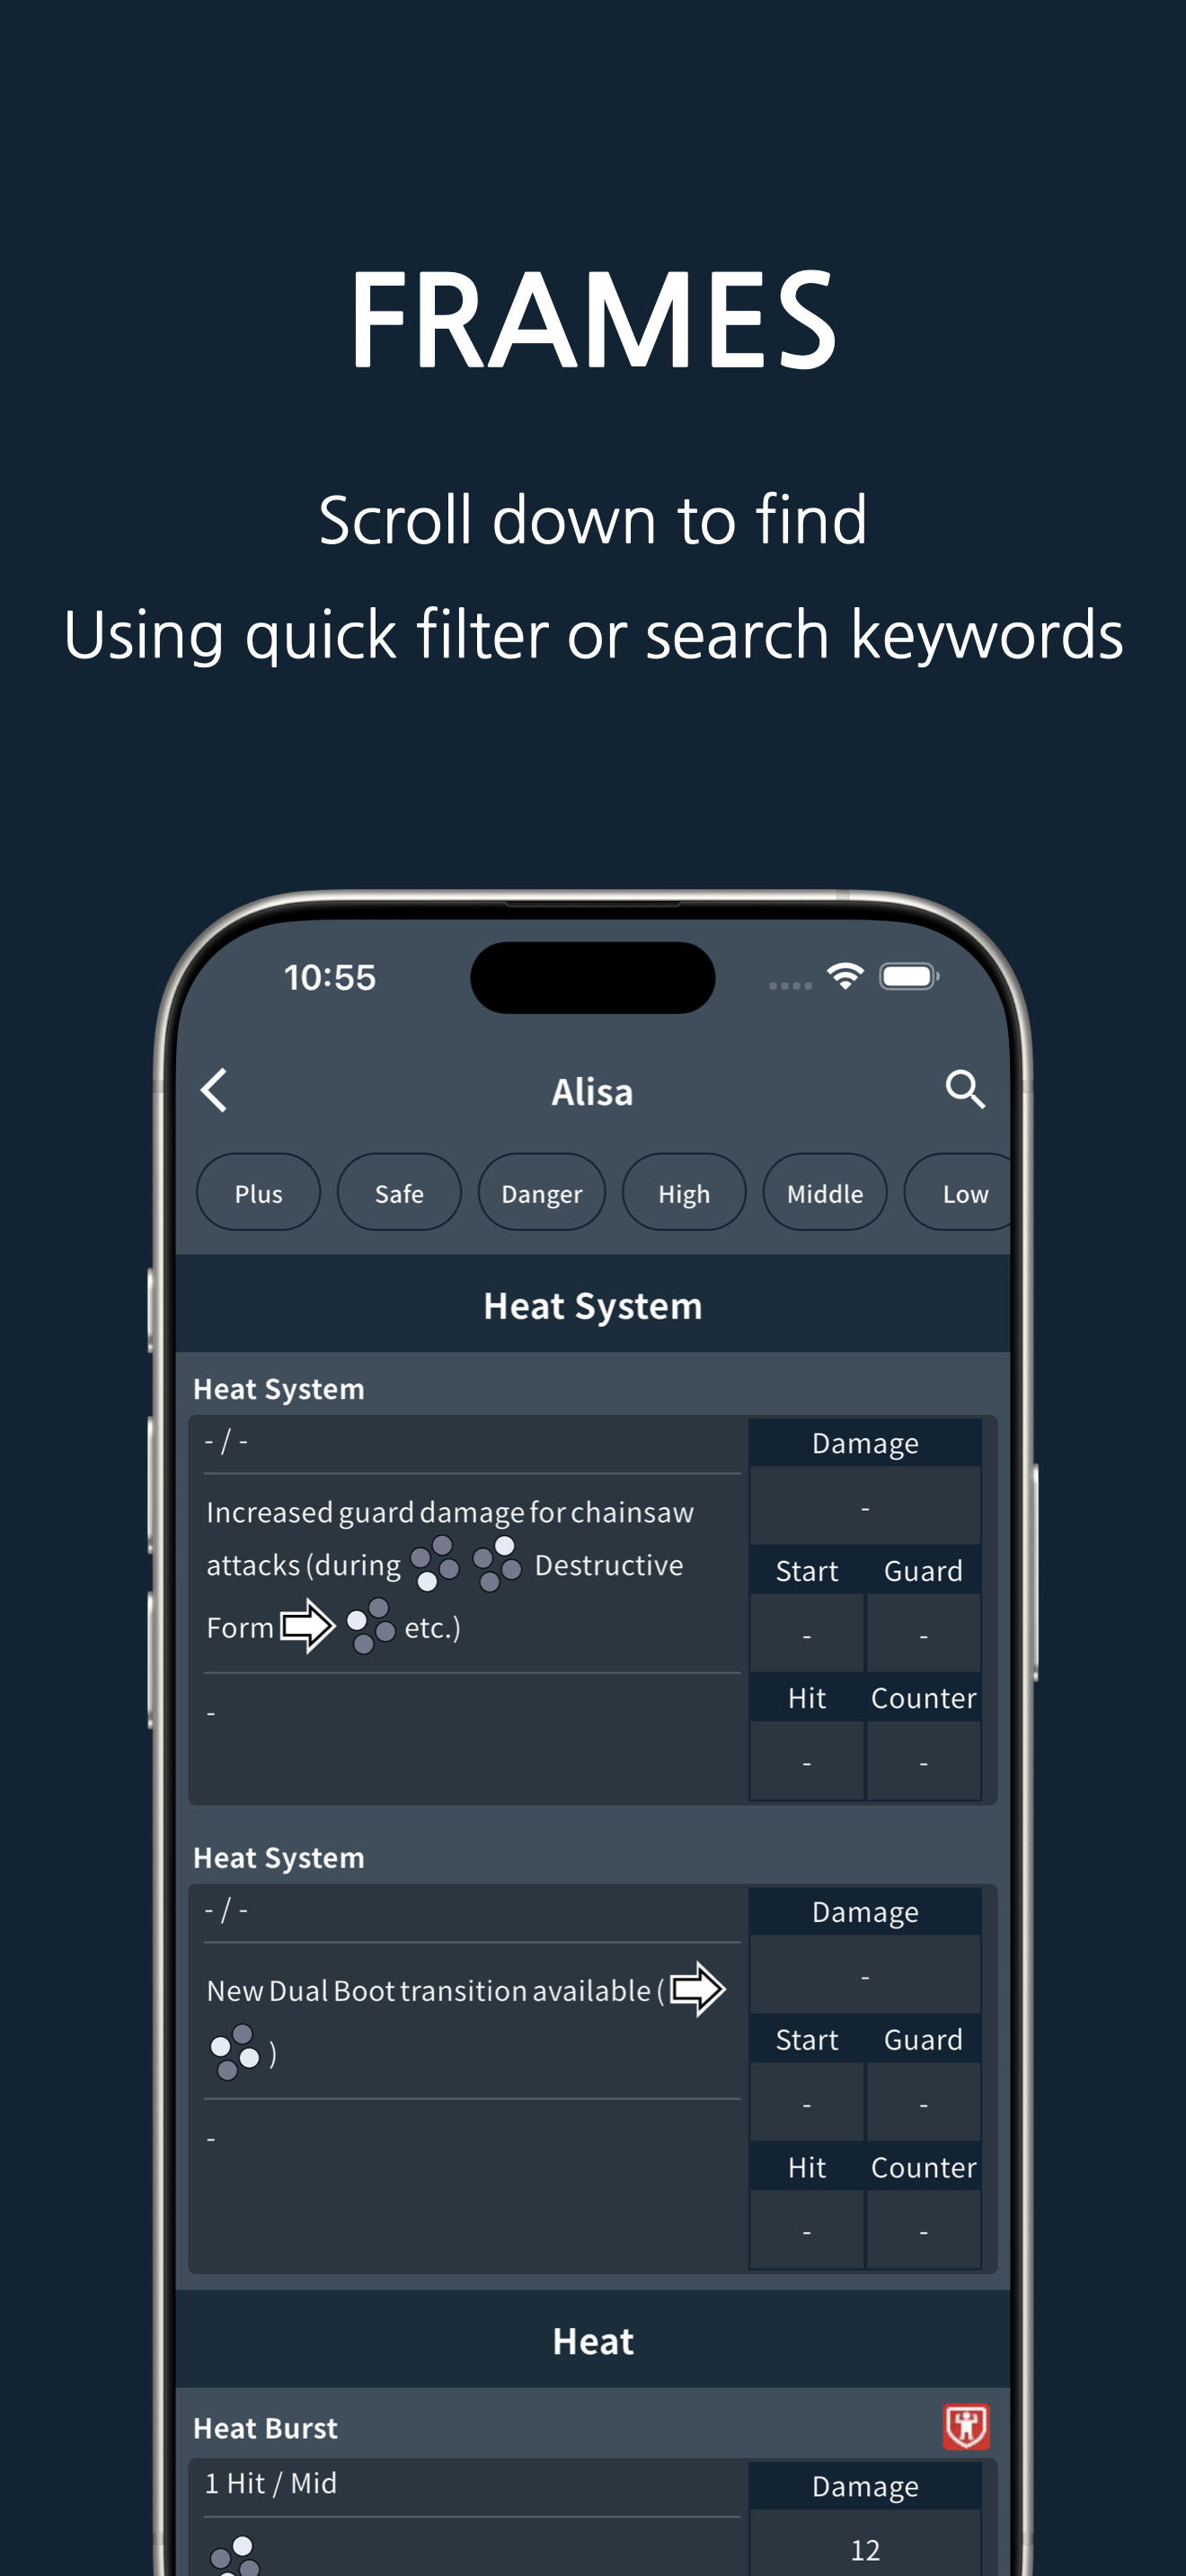 FRAMES
Scroll down to find
Using quick filter or search keywords
10:55
Alisa
Plus
Safe
Danger
High
Middle
Low
Heat System
Heat System
- / -
Increased guard damage for chainsaw
attacks (during Destructive
Form etc.)
-
Damage
-
Start Guard
- -
Hit Counter
- -
Heat System
- / -
New Dual Boot transition available (
)
-
Damage
-
Start Guard
- -
Hit Counter
- -
Heat
Heat Burst
1 Hit / Mid
Damage
12